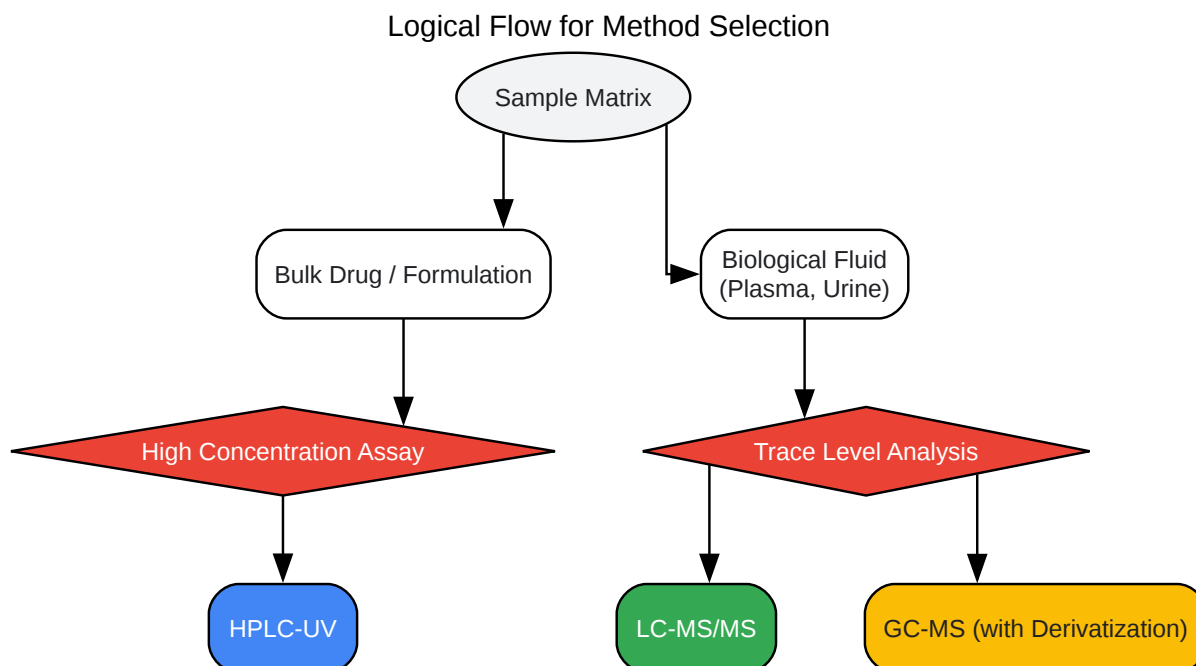 Logical Flow for Method Selection
Sample Matrix
Bulk Drug / Formulation
Biological Fluid
(Plasma, Urine)
High Concentration Assay
Trace Level Analysis
HPLC-UV
LC-MS/MS
GC-MS (with Derivatization)